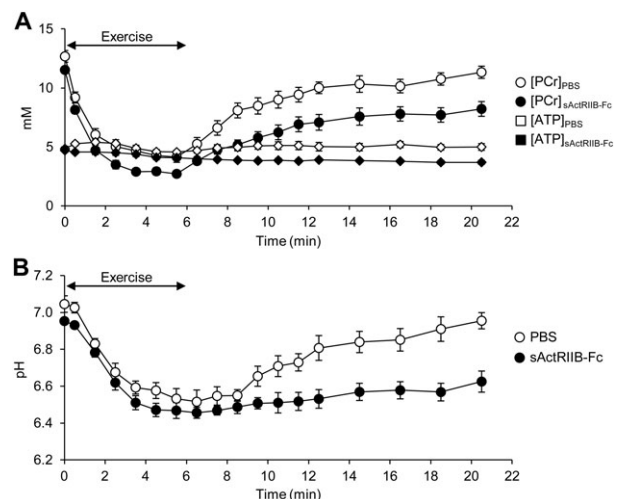 A
Exercise
15
10
5
0
mM
0 2 4 6 8 10 12 14 16 18 20 22
Time (min)
[PCr]PBS
[PCr]sActRIIB-Fc
[ATP]PBS
[ATP]sActRIIB-Fc
B
Exercise
7.2
7.0
6.8
6.6
6.4
6.2
pH
0 2 4 6 8 10 12 14 16 18 20 22
Time (min)
PBS
sActRIIB-Fc